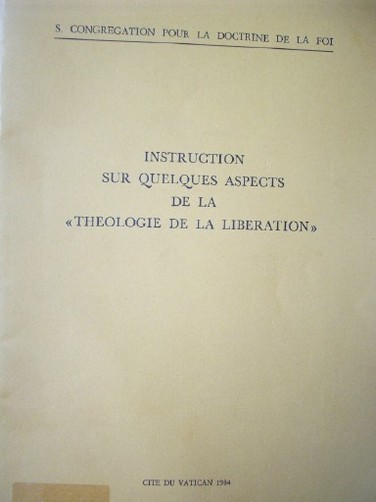 S. CONGREGATION POUR LA DOCTRINE DE LA FOI
INSTRUCTION
SUR QUELQUES ASPECTS
DE LA
«THEOLOGIE DE LA LIBERATION»
CITE DU VATICAN 1984